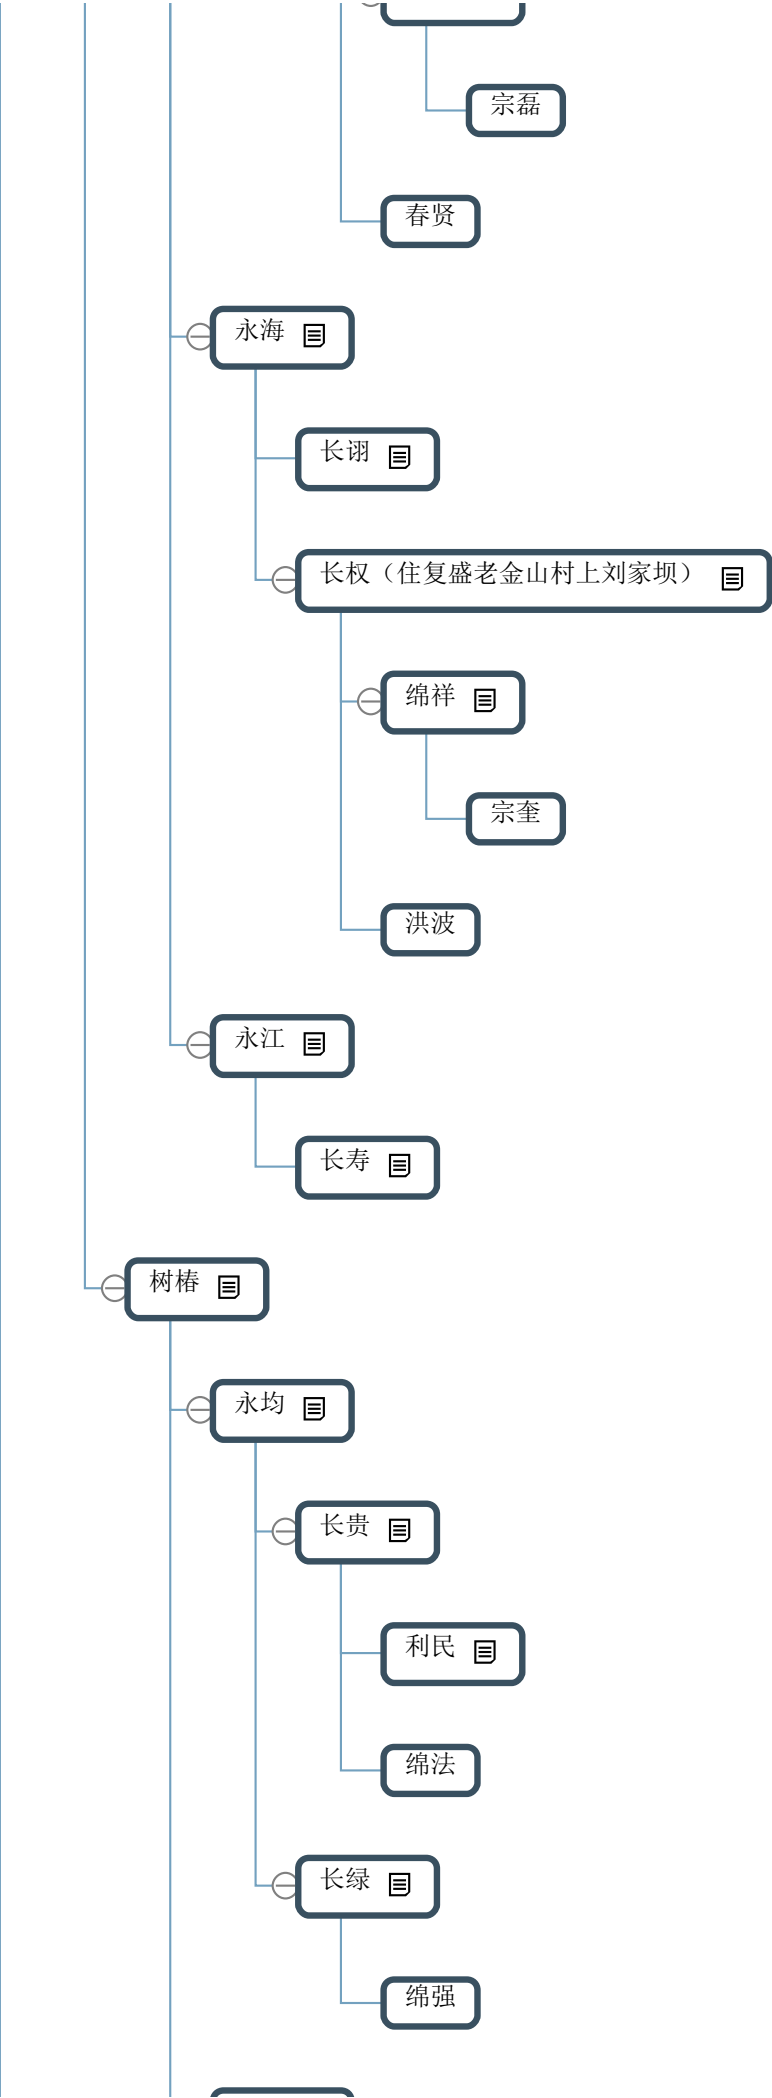 宗磊
春贤
永海
长诩
长权（住复盛老金山村上刘家坝）
绵祥
宗奎
洪波
永江
长寿
树椿
永均
长贵
利民
绵法
长绿
绵强